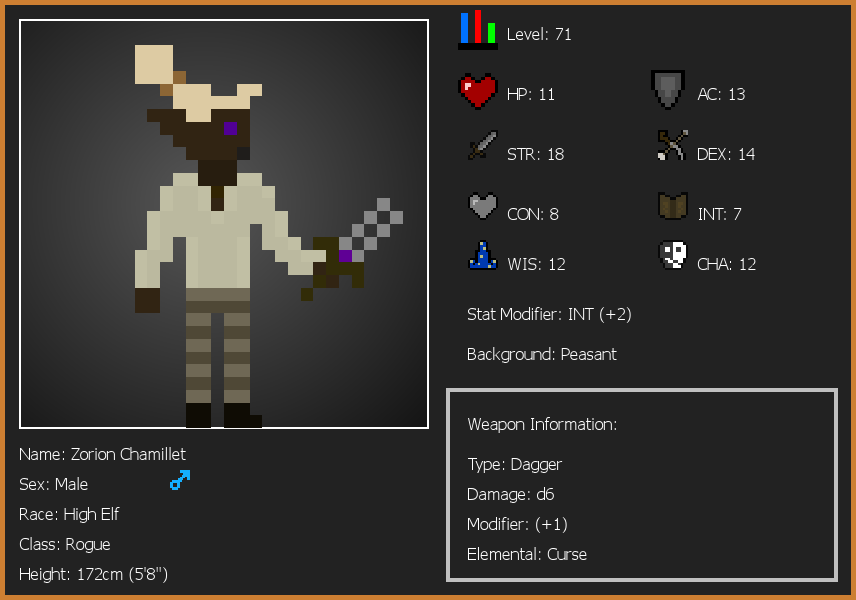 Level: 71
HP: 11
AC: 13
STR: 18
DEX: 14
CON: 8
INT: 7
WIS: 12
CHA: 12
Stat Modifier: INT (+2)
Background: Peasant
Weapon Information:
Type: Dagger
Damage: d6
Modifier: (+1)
Elemental: Curse
Name: Zorion Chamillet
Sex: Male
Race: High Elf
Class: Rogue
Height: 172cm (5'8")